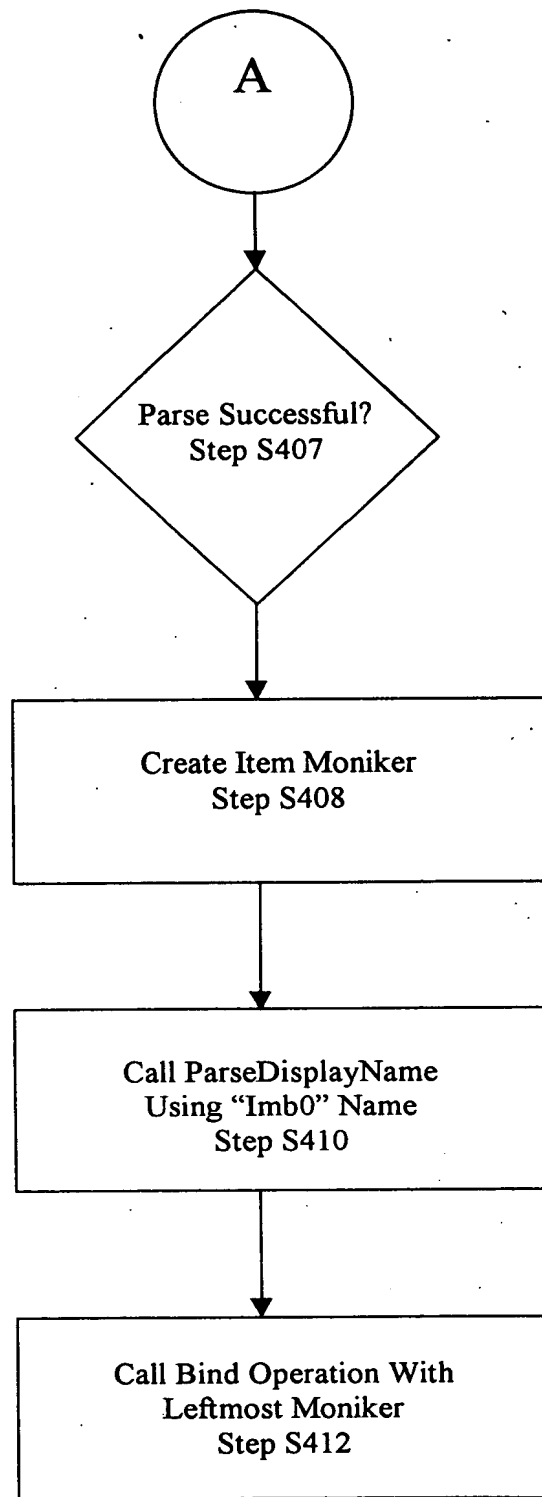 A
Parse Successful?
Step S407
Create Item Moniker
Step S408
Call ParseDisplayName
Using “Imb0” Name
Step S410
Call Bind Operation With
Leftmost Moniker
Step S412